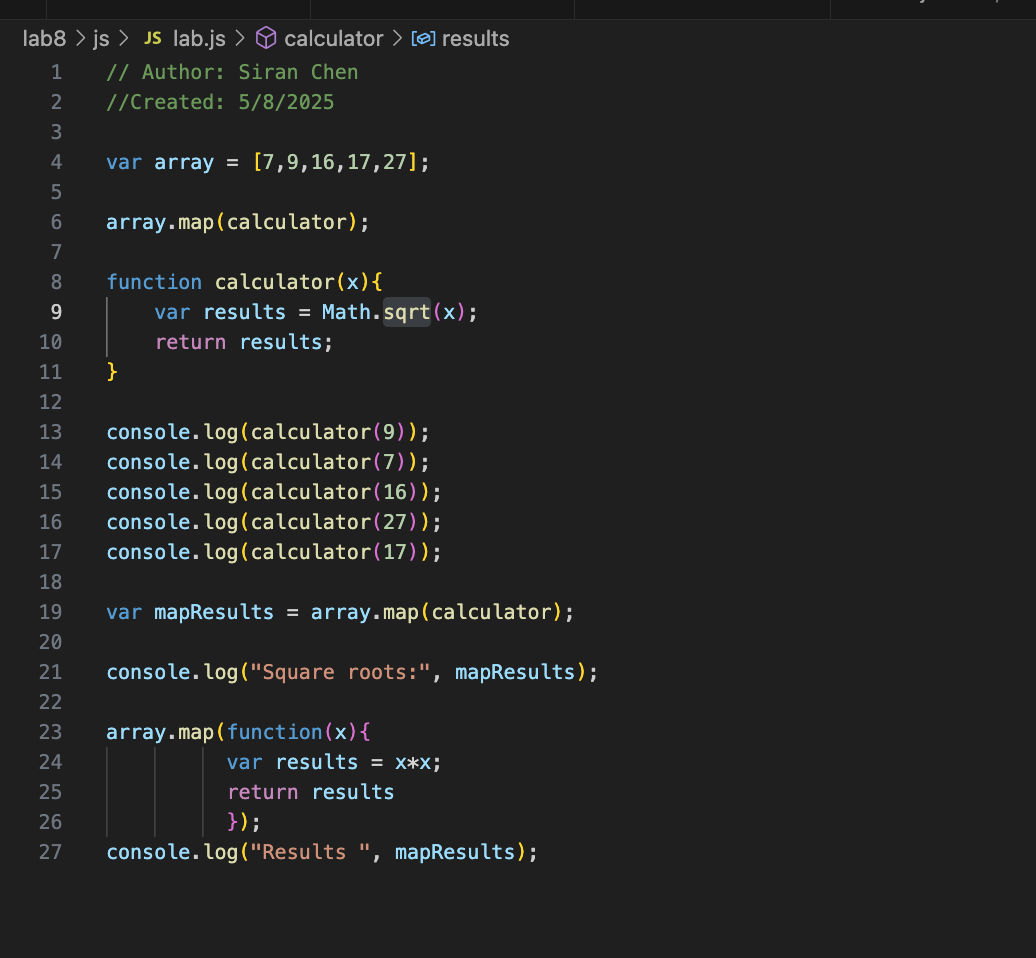 lab8 > js > JS lab.js > calculator > results
1 // Author: Siran Chen
2 //Created: 5/8/2025
3
4 var array = [7,9,16,17,27];
5
6 array.map(calculator);
7
8 function calculator(x){
9     var results = Math.sqrt(x);
10     return results;
11 }
12
13 console.log(calculator(9));
14 console.log(calculator(7));
15 console.log(calculator(16));
16 console.log(calculator(27));
17 console.log(calculator(17));
18
19 var mapResults = array.map(calculator);
20
21 console.log("Square roots:", mapResults);
22
23 array.map(function(x){
24           var results = x*x;
25           return results
26           });
27 console.log("Results ", mapResults);